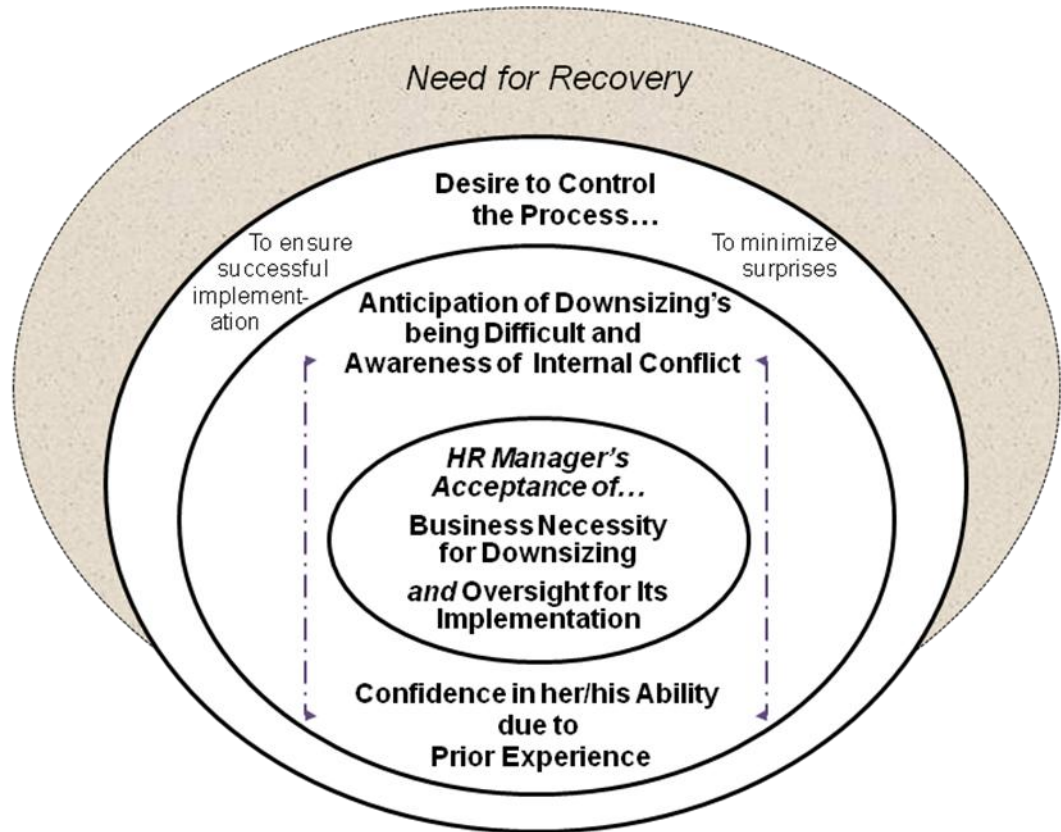 Need for Recovery
Desire to Control
the Process…
To ensure
successful
implement-
ation
To minimize
surprises
Anticipation of Downsizing's
being Difficult and
Awareness of Internal Conflict
HR Manager's
Acceptance of…
Business Necessity
for Downsizing
and Oversight for Its
Implementation
Confidence in her/his Ability
due to
Prior Experience